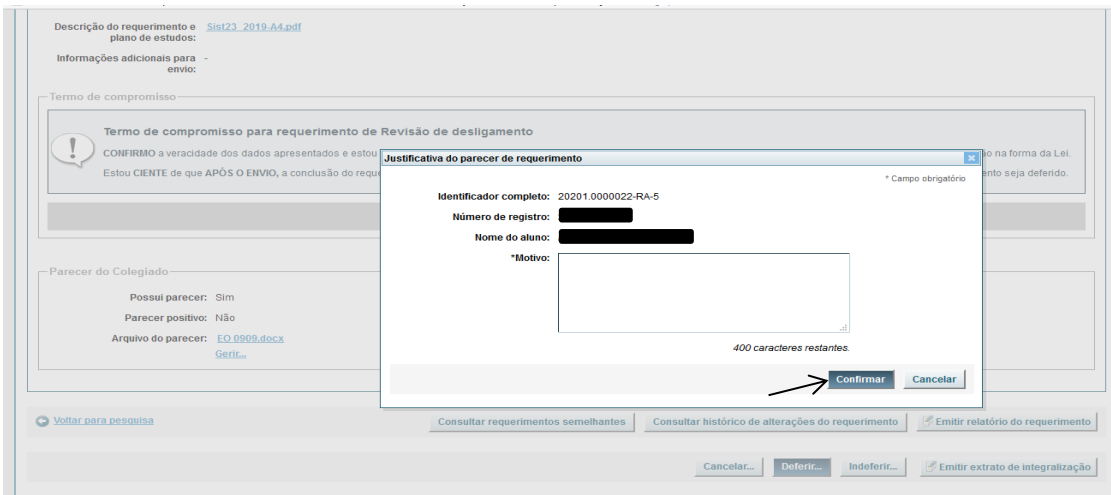 Descrição do requerimento e plano de estudos: Sist23_2019-A4.pdf
Informações adicionais para envio: -
Termo de compromisso
Termo de compromisso para requerimento de Revisão de desligamento
CONFIRMO a veracidade dos dados apresentados e estou
ão na forma da Lei.
Estou CIENTE de que APÓS O ENVIO, a conclusão do reque
ento seja deferido.
Justificativa do parecer de requerimento
* Campo obrigatório
Identificador completo: 20201.0000022-RA-5
Número de registro:
Nome do aluno:
*Motivo:
400 caracteres restantes.
Confirmar Cancelar
Parecer do Colegiado
Possui parecer: Sim
Parecer positivo: Não
Arquivo do parecer: EO 0909.docx
Gerir...
Voltar para pesquisa Consultar requerimentos semelhantes Consultar histórico de alterações do requerimento Emitir relatório do requerimento
Cancelar... Deferir... Indeferir... Emitir extrato de integralização